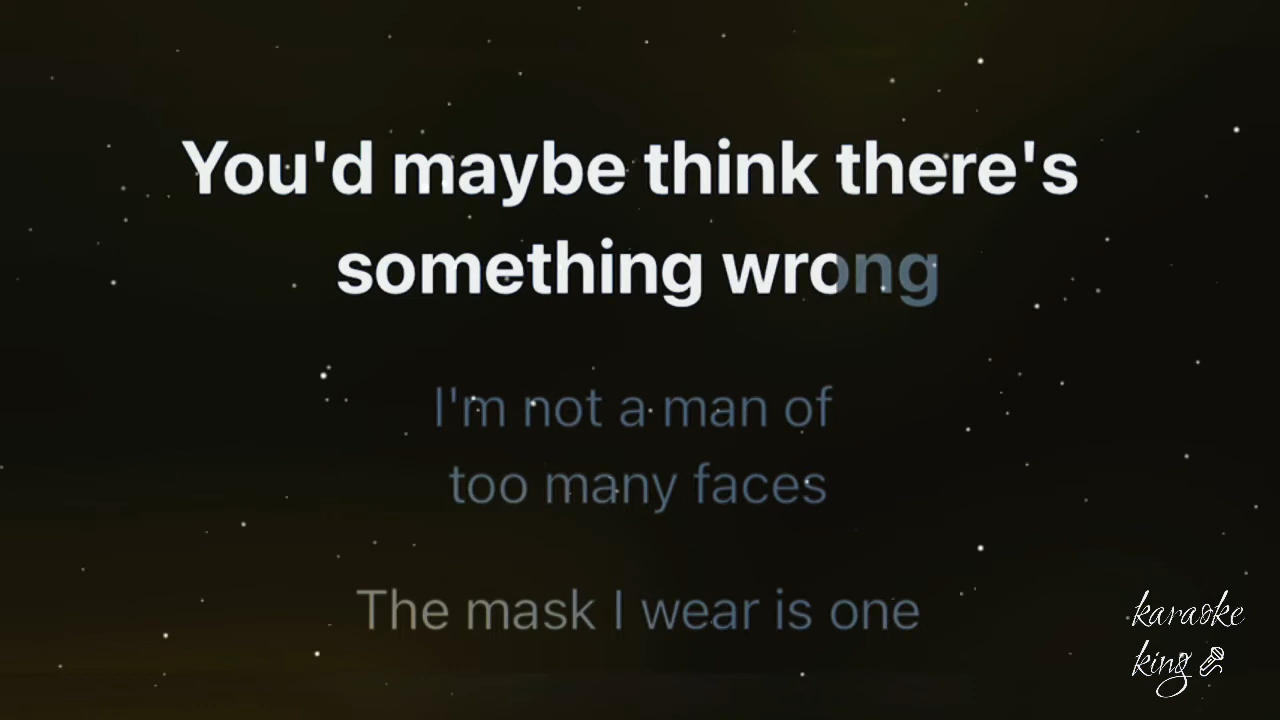 You'd maybe think there's
something wrong
I'm not a man of
too many faces
The mask I wear is one
karaoke
king